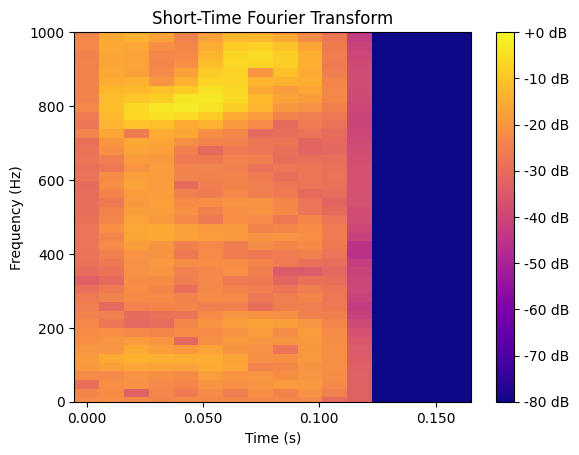 Short-Time Fourier Transform
Frequency (Hz)
1000
800
600
400
200
0
0.000 0.050 0.100 0.150
Time (s)
+0 dB
-10 dB
-20 dB
-30 dB
-40 dB
-50 dB
-60 dB
-70 dB
-80 dB